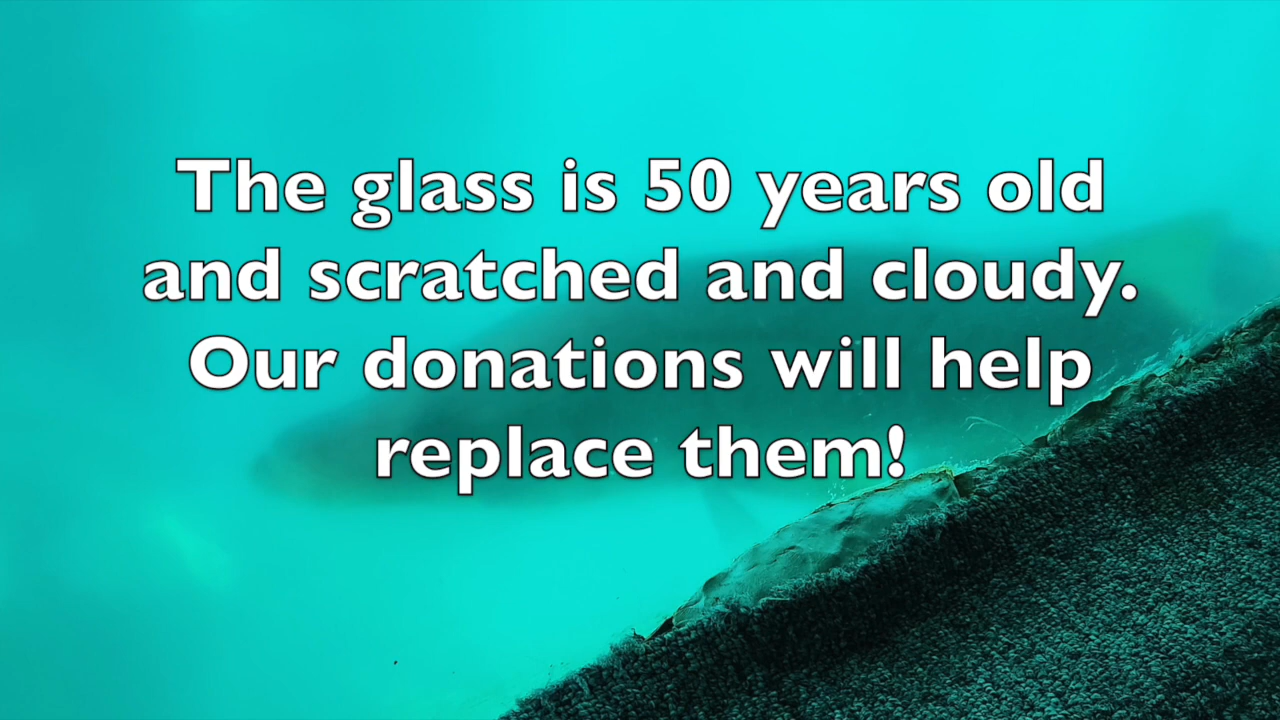 The glass is 50 years old
and scratched and cloudy.
Our donations will help
replace them!